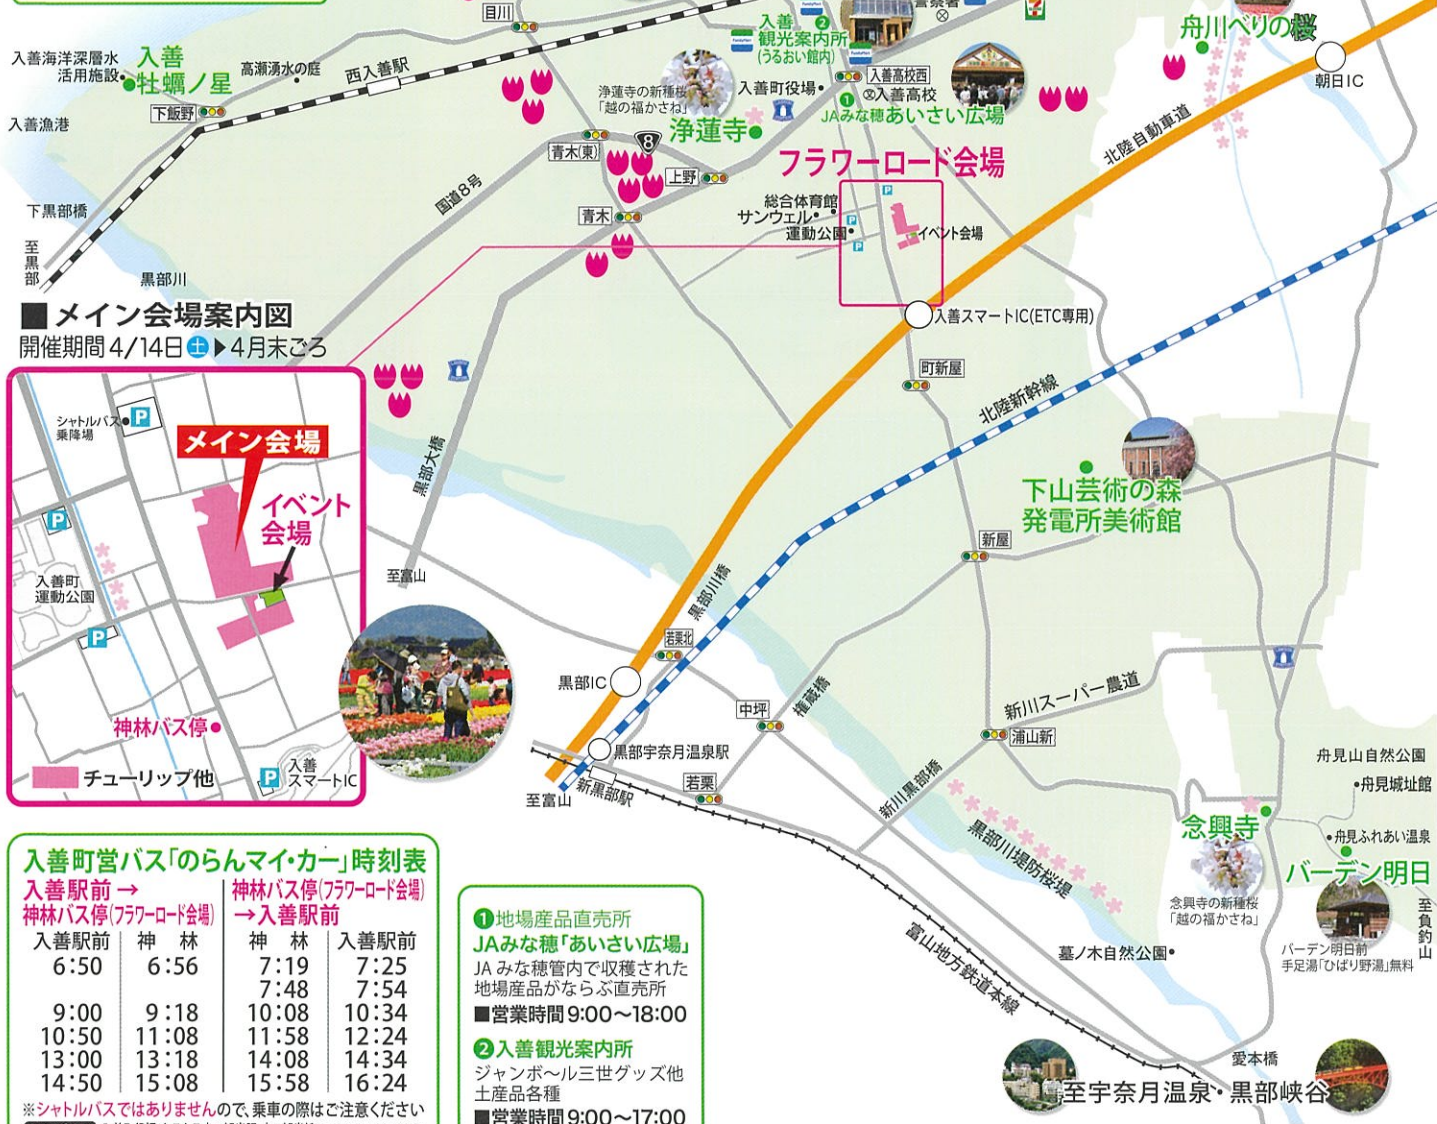 目川
入善海洋深層水
活用施設
入善
牡蠣ノ星
高瀬湧水の庭
西入善駅
下飯野
入善漁港
下黒部橋
至黒部
黒部川
国道8号
浄蓮寺の新種桜
「越の福かさね」
入善
観光案内所
(うるおい館内)
2
FamilyMart
入善町役場
入善高校西
入善高校
1
JAみな穂あいさい広場
浄蓮寺
8
青木(東)
上野
青木
フラワーロード会場
総合体育館
サンウェル
運動公園
P
P
P
イベント会場
舟川べりの桜
朝日IC
北陸自動車道
入善スマートIC(ETC専用)
町新屋
北陸新幹線
下山芸術の森
発電所美術館
新屋
黒部大橋
至富山
黒部川橋
若栗北
黒部IC
中坪
権蔵橋
新川スーパー農道
浦山新
黒部宇奈月温泉駅
新黒部駅
至富山
若栗
新川黒部橋
黒部川堤防桜堤
舟見山自然公園
舟見城址館
念興寺
舟見ふれあい温泉
バーデン明日
念興寺の新種桜
「越の福かさね」
至負釣山
バーデン明日前
手足湯「ひばり野湯」無料
墓ノ木自然公園
富山地方鉄道本線
愛本橋
至宇奈月温泉・黒部峡谷
■メイン会場案内図
開催期間 4/14日土▶4月末ごろ
シャトルバス
乗降場
P
メイン会場
イベント
会場
P
入善町
運動公園
P
神林バス停
チューリップ他
P
入善
スマートIC
入善町営バス「のらんマイ・カー」時刻表
入善駅前→
神林バス停(フラワーロード会場)
神林バス停(フラワーロード会場)
→入善駅前
入善駅前 神 林 神 林 入善駅前
6:50 6:56 7:19 7:25
7:48 7:54
9:00 9:18 10:08 10:34
10:50 11:08 11:58 12:24
13:00 13:18 14:08 14:34
14:50 15:08 15:58 16:24
※シャトルバスではありませんので、乗車の際はご注意ください
1地場産品直売所
JAみな穂「あいさい広場」
JAみな穂管内で収穫された
地場産品がならぶ直売所
■営業時間9:00〜18:00
2入善観光案内所
ジャンボ〜ル三世グッズ他
土産品各種
■営業時間9:00〜17:00